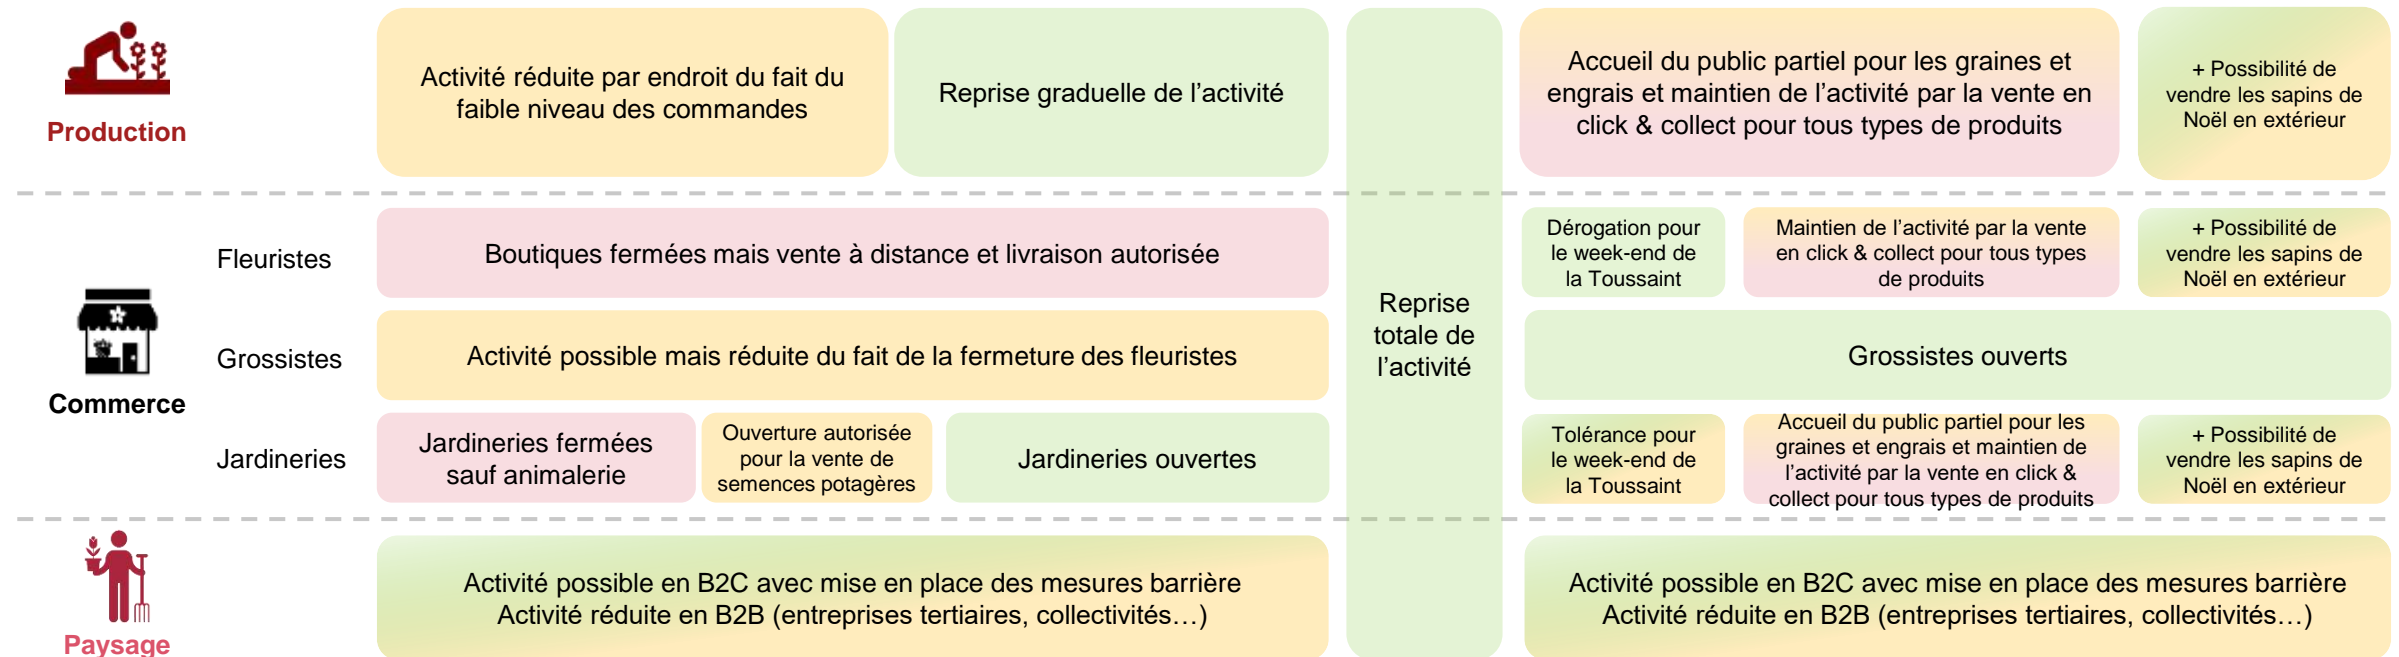 Production
Activité réduite par endroit du fait du
faible niveau des commandes
Reprise graduelle de l’activité
Accueil du public partiel pour les graines et
engrais et maintien de l’activité par la vente en
click & collect pour tous types de produits
+ Possibilité de
vendre les sapins de
Noël en extérieur
Commerce
Fleuristes
Boutiques fermées mais vente à distance et livraison autorisée
Reprise
totale de
l’activité
Dérogation pour
le week-end de
la Toussaint
Maintien de l’activité par la vente
en click & collect pour tous types
de produits
+ Possibilité de
vendre les sapins de
Noël en extérieur
Grossistes
Activité possible mais réduite du fait de la fermeture des fleuristes
Grossistes ouverts
Jardineries
Jardineries fermées
sauf animalerie
Ouverture autorisée
pour la vente de
semences potagères
Jardineries ouvertes
Tolérance pour
le week-end de
la Toussaint
Accueil du public partiel pour les
graines et engrais et maintien de
l’activité par la vente en click &
collect pour tous types de produits
+ Possibilité de
vendre les sapins de
Noël en extérieur
Paysage
Activité possible en B2C avec mise en place des mesures barrière
Activité réduite en B2B (entreprises tertiaires, collectivités…)
Activité possible en B2C avec mise en place des mesures barrière
Activité réduite en B2B (entreprises tertiaires, collectivités…)